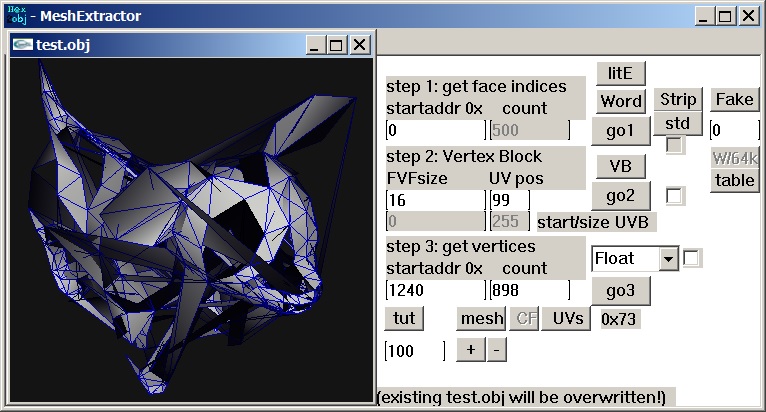 Hex obj - MeshExtractor
test.obj
litE
step 1: get face indices
startaddr 0x count
Word Strip Fake
0 500 go1 std 0
step 2: Vertex Block
VB W/64k
FVFsize UV pos
table
16 99 go2
0 255 start/size UVB
step 3: get vertices
startaddr 0x count
Float
1240 898 go3
tut mesh CF UVs 0x73
100 + -
(existing test.obj will be overwritten!)